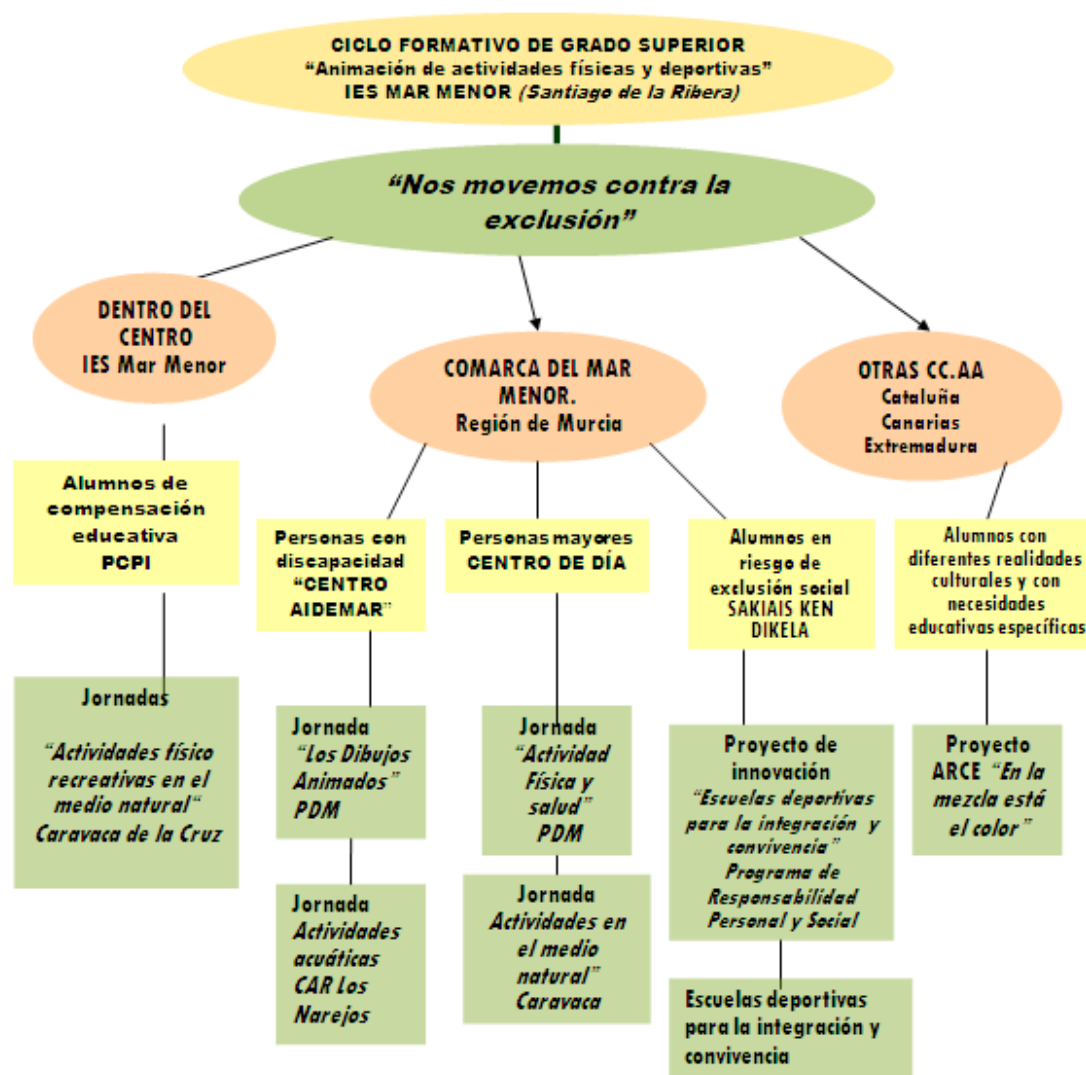 CICLO FORMATIVO DE GRADO SUPERIOR
“Animación de actividades físicas y deportivas”
IES MAR MENOR (Santiago de la Ribera)
“Nos movemos contra la
exclusión”
DENTRO DEL
CENTRO
IES Mar Menor
COMARCA DEL MAR
MENOR.
Región de Murcia
OTRAS CC.AA
Cataluña
Canarias
Extremadura
Alumnos de
compensación
educativa
PCPI
Personas con
discapacidad
“CENTRO
AIDEMAR”
Personas mayores
CENTRO DE DÍA
Alumnos en
riesgo de
exclusión social
SAKIAIS KEN
DIKELA
Alumnos con
diferentes realidades
culturales y con
necesidades
educativas específicas
Jornadas
“Actividades físico
recreativas en el
medio natural“
Caravaca de la Cruz
Jornada
“Los Dibujos
Animados”
PDM
Jornada
“Actividad
Física y
salud”
PDM
Proyecto de
innovación
“Escuelas deportivas
para la integración y
convivencia”
Programa de
Responsabilidad
Personal y Social
Proyecto
ARCE “En la
mezcla está
el color”
Jornada
Actividades
acuáticas
CAR Los
Narejos
Jornada
Actividades en
el medio
natural”
Caravaca
Escuelas deportivas
para la integración y
convivencia